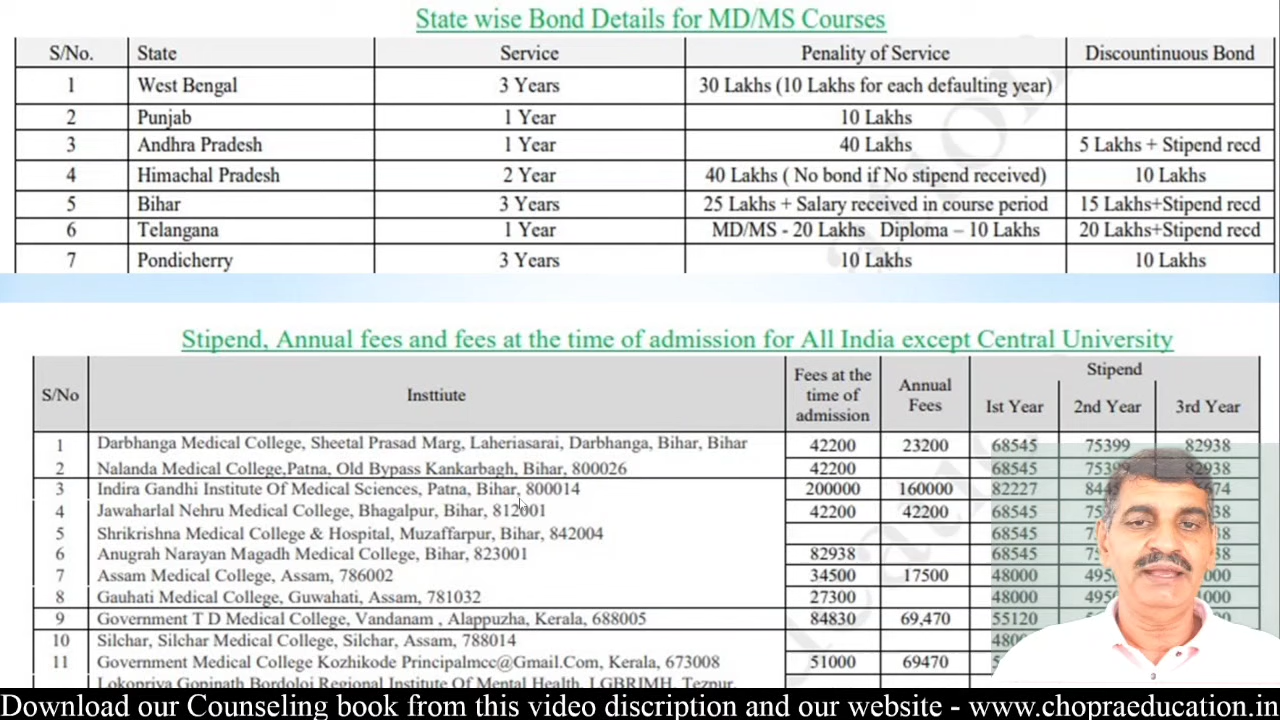 State wise Bond Details for MD/MS Courses
S/No. State Service Penality of Service Discountinuous Bond
1 West Bengal 3 Years 30 Lakhs (10 Lakhs for each defaulting year)
2 Punjab 1 Year 10 Lakhs
3 Andhra Pradesh 1 Year 40 Lakhs 5 Lakhs + Stipend recd
4 Himachal Pradesh 2 Year 40 Lakhs ( No bond if No stipend received) 10 Lakhs
5 Bihar 3 Years 25 Lakhs + Salary received in course period 15 Lakhs+Stipend recd
6 Telangana 1 Year MD/MS - 20 Lakhs Diploma – 10 Lakhs 20 Lakhs+Stipend recd
7 Pondicherry 3 Years 10 Lakhs 10 Lakhs
Stipend, Annual fees and fees at the time of admission for All India except Central University
S/No Insttiute Fees at the time of admission Annual Fees Stipend
Ist Year 2nd Year 3rd Year
1 Darbhanga Medical College, Sheetal Prasad Marg, Laheriasarai, Darbhanga, Bihar, Bihar 42200 23200 68545 75399 82938
2 Nalanda Medical College,Patna, Old Bypass Kankarbagh, Bihar, 800026 42200 68545 75399 82938
3 Indira Gandhi Institute Of Medical Sciences, Patna, Bihar, 800014 200000 160000 82227
4 Jawaharlal Nehru Medical College, Bhagalpur, Bihar, 812001 42200 42200 68545
5 Shrikrishna Medical College & Hospital, Muzaffarpur, Bihar, 842004 68545
6 Anugrah Narayan Magadh Medical College, Bihar, 823001 82938 68545
7 Assam Medical College, Assam, 786002 34500 17500 48000
8 Gauhati Medical College, Guwahati, Assam, 781032 27300 48000
9 Government T D Medical College, Vandanam , Alappuzha, Kerala, 688005 84830 69,470 55120
10 Silchar, Silchar Medical College, Silchar, Assam, 788014
11 Government Medical College Kozhikode Principalmcc@Gmail.Com, Kerala, 673008 51000 69470
Lokopriya Gopinath Bordoloi Regional Institute Of Mental Health, LGBRIMH, Tezpur,
Download our Counseling book from this video discription and our website - www.chopraeducation.in